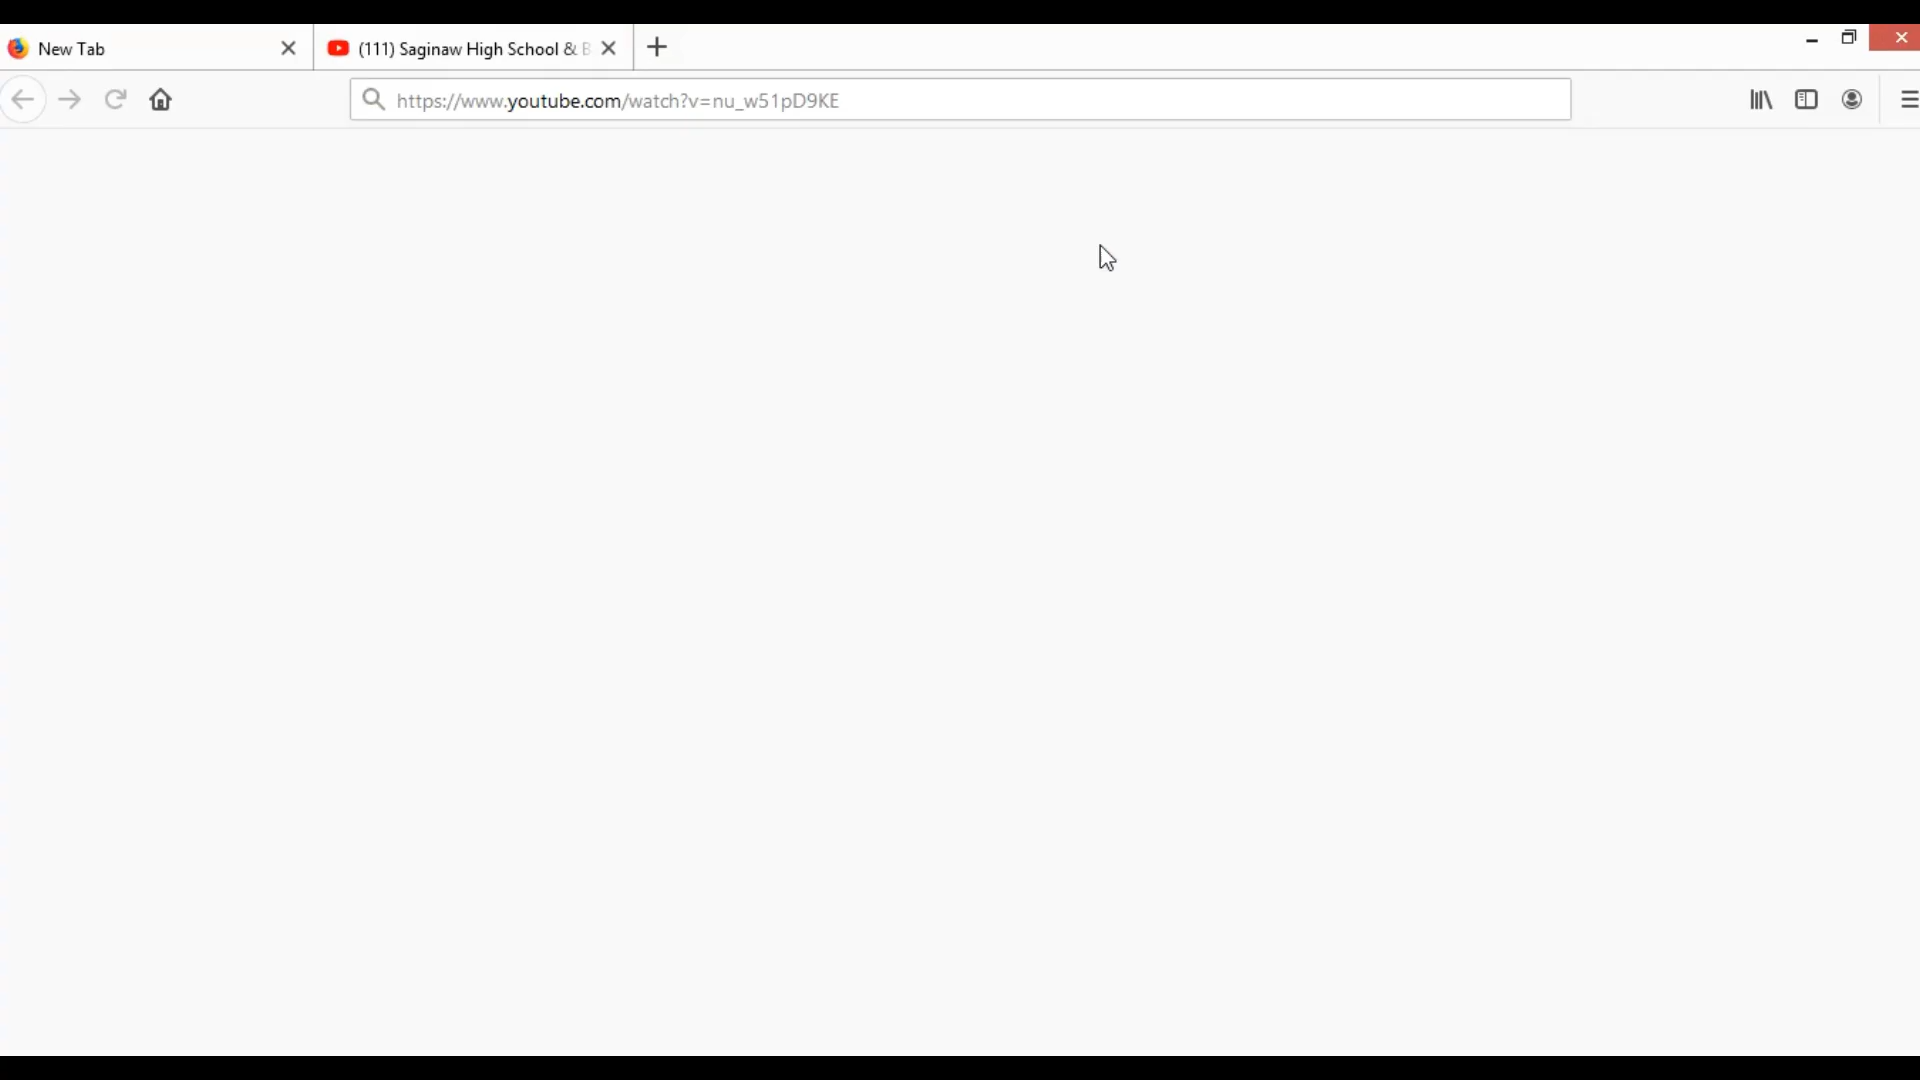 New Tab
(111) Saginaw High School &
https://www.youtube.com/watch?v=nu_w51pD9KE